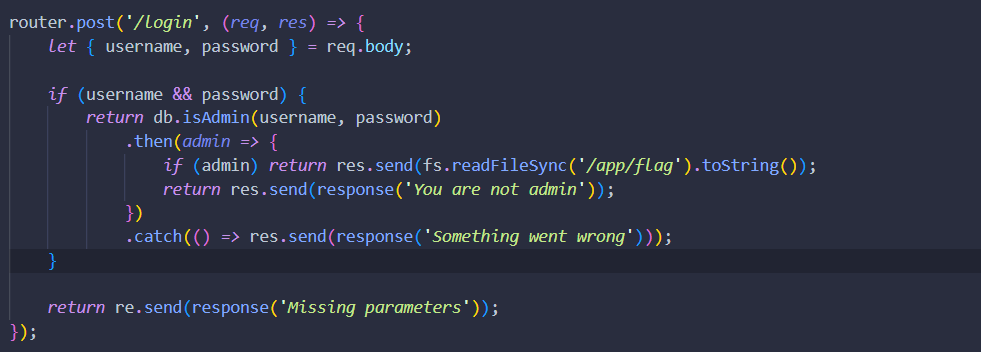 router.post('/login', (req, res) => {
let { username, password } = req.body;
if (username && password) {
return db.isAdmin(username, password)
.then(admin => {
if (admin) return res.send(fs.readFileSync('/app/flag').toString());
return res.send(response('You are not admin'));
})
.catch(() => res.send(response('Something went wrong')));
}
return re.send(response('Missing parameters'));
});